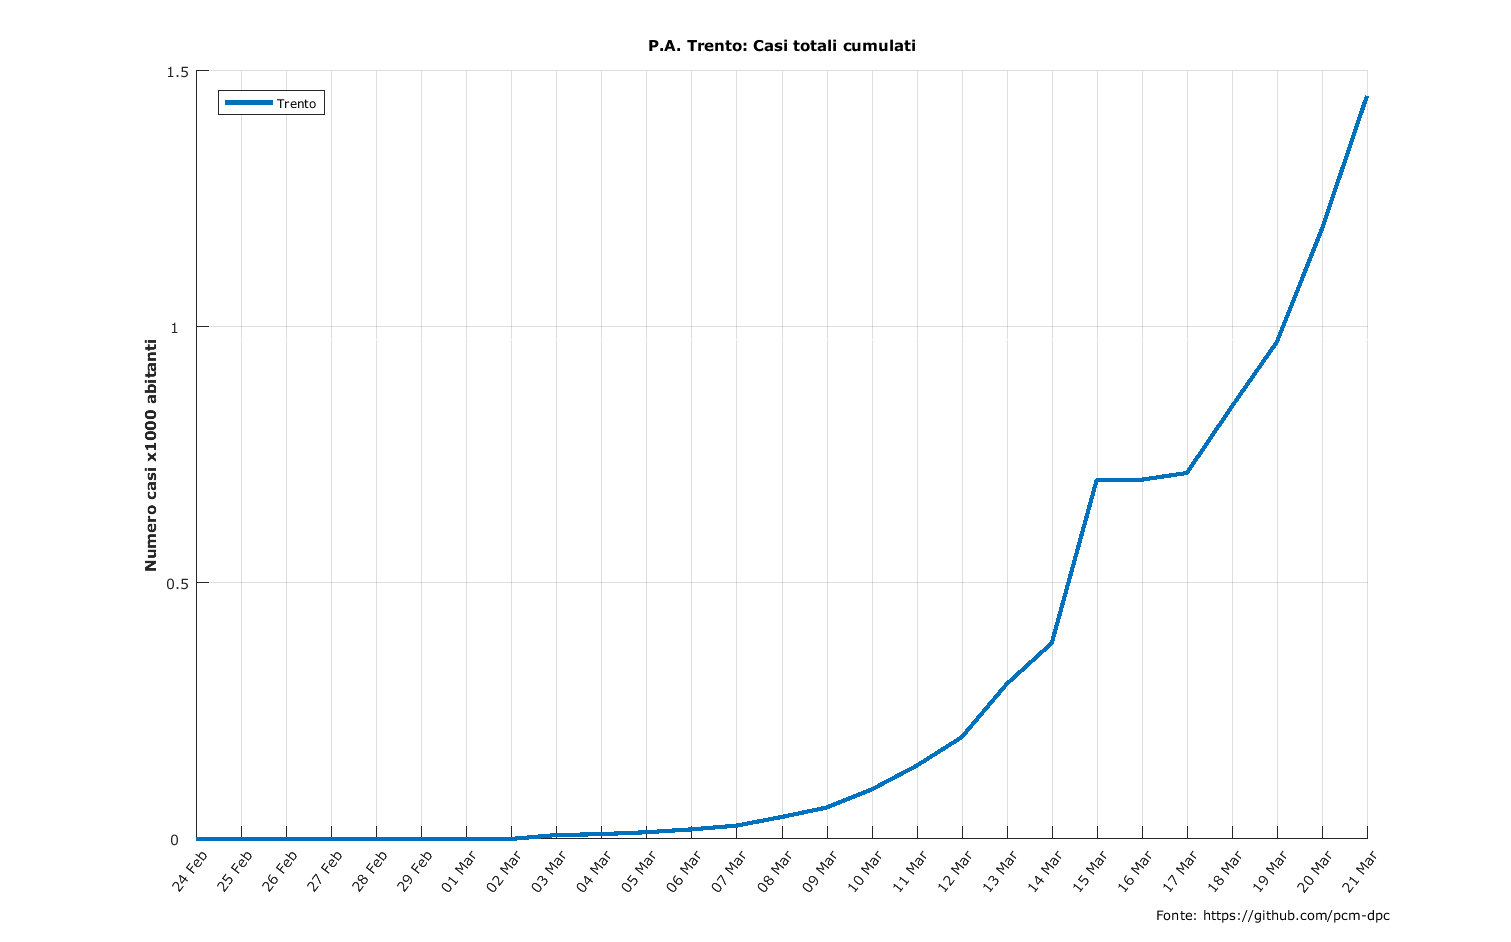 P.A. Trento: Casi totali cumulati
1.5
Trento
1
Numero casi x1000 abitanti
0.5
0
24 Feb
25 Feb
26 Feb
27 Feb
28 Feb
29 Feb
01 Mar
02 Mar
03 Mar
04 Mar
05 Mar
06 Mar
07 Mar
08 Mar
09 Mar
10 Mar
11 Mar
12 Mar
13 Mar
14 Mar
15 Mar
16 Mar
17 Mar
18 Mar
19 Mar
20 Mar
21 Mar
Fonte: https://github.com/pcm-dpc